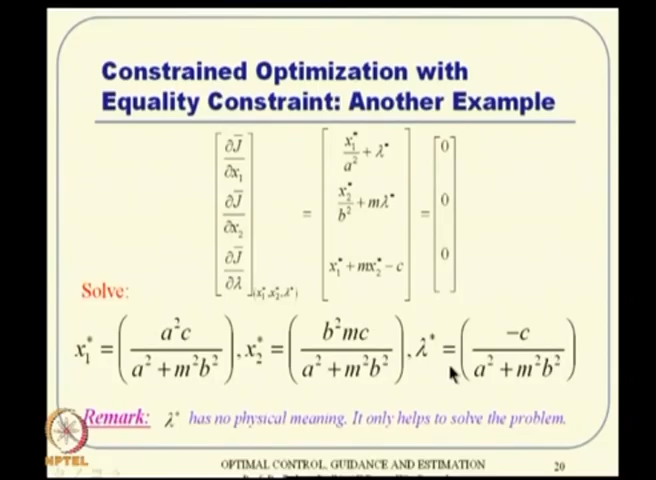 Constrained Optimization with
Equality Constraint: Another Example
[∂J̄/∂x₁ ; ∂J̄/∂x₂ ; ∂J̄/∂λ](x₁*, x₂*, λ*) = [x₁*/a² + λ* ; x₂*/b² + mλ* ; x₁* + mx₂* − c] = [0 ; 0 ; 0]
Solve:
x₁* = (a²c / (a² + m²b²)), x₂* = (b²mc / (a² + m²b²)), λ* = (−c / (a² + m²b²))
Remark: λ* has no physical meaning. It only helps to solve the problem.
NPTEL
OPTIMAL CONTROL, GUIDANCE AND ESTIMATION 20